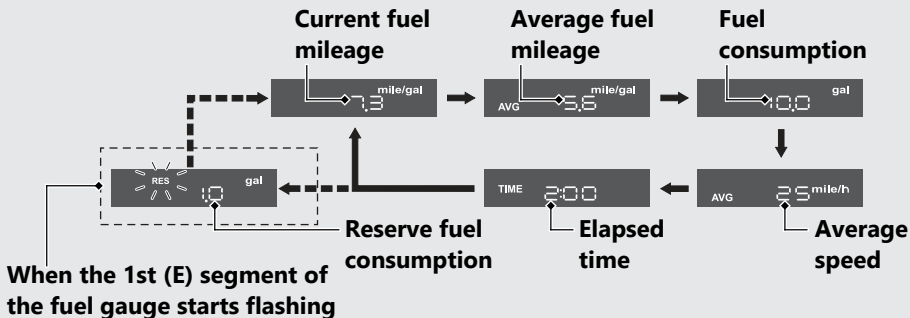 Current fuel
mileage
Average fuel
mileage
Fuel
consumption
mile/gal
7.3
mile/gal
AVG
5.6
gal
10.0
RES
gal
1.0
TIME
2:00
AVG
25 mile/h
Reserve fuel
consumption
Elapsed
time
Average
speed
When the 1st (E) segment of
the fuel gauge starts flashing